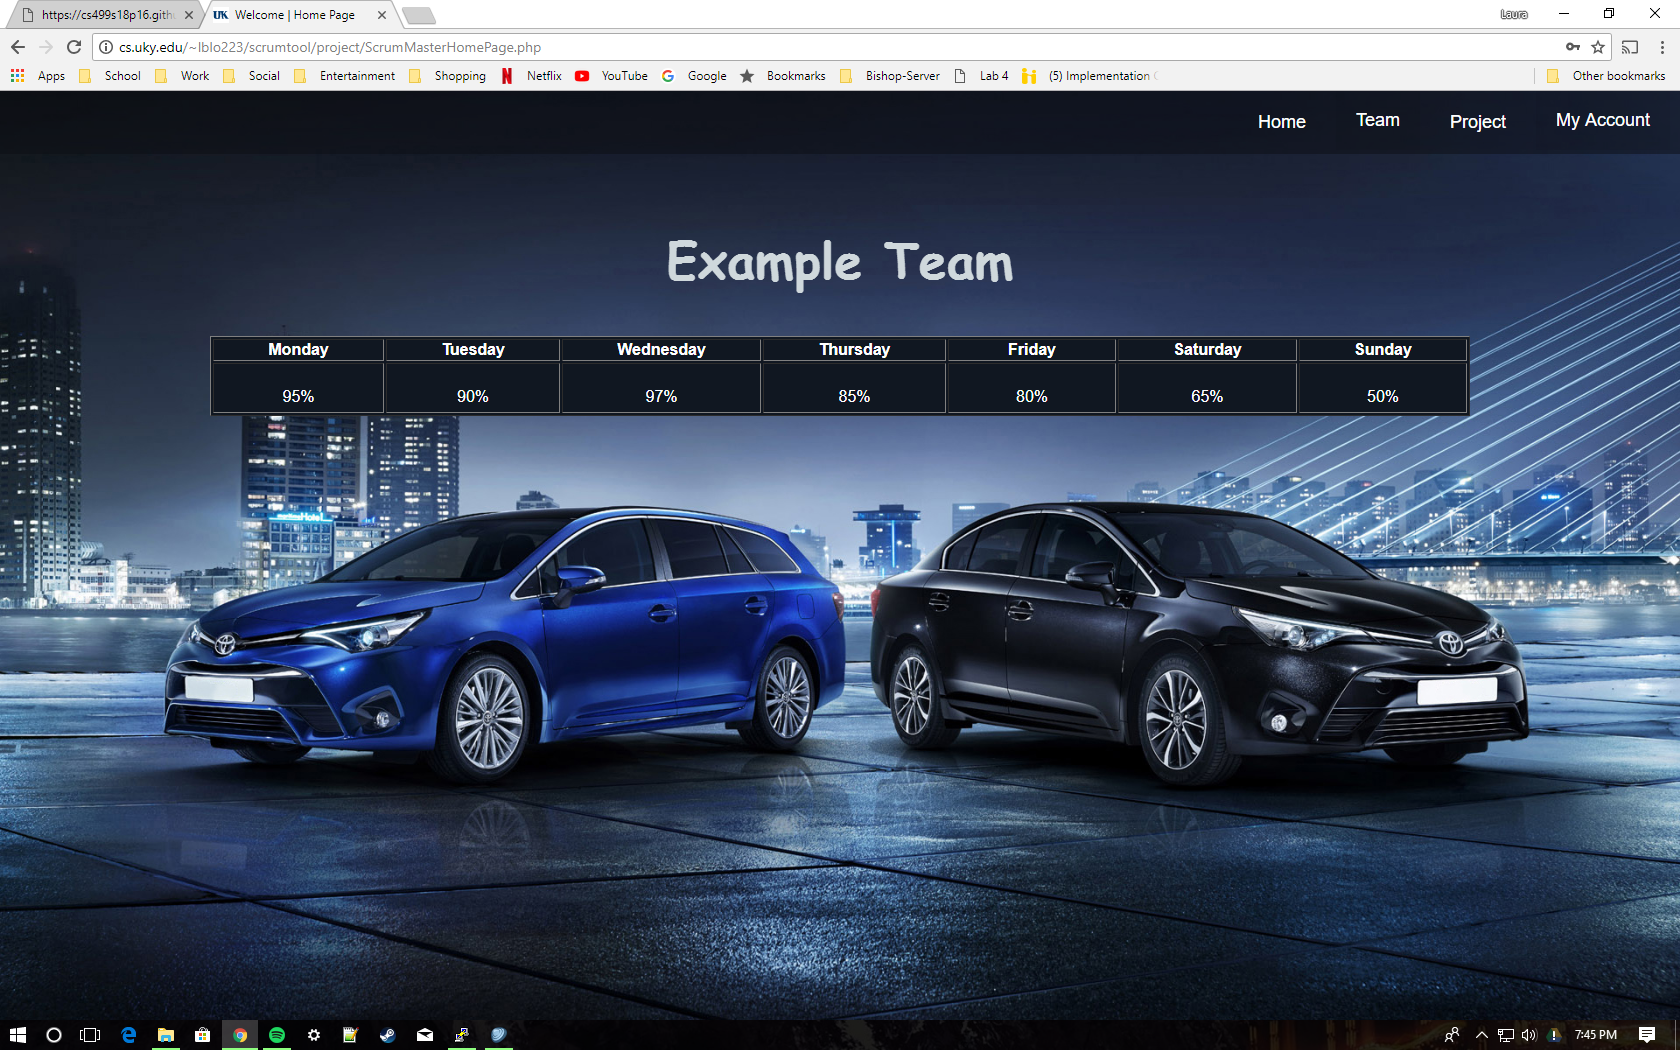 https://cs499s18p16.gith
Welcome | Home Page
Laura
cs.uky.edu/~lblo223/scrumtool/project/ScrumMasterHomePage.php
Apps School Work Social Entertainment Shopping Netflix YouTube Google Bookmarks Bishop-Server Lab 4 (5) Implementation Other bookmarks
Home Team Project My Account
Example Team
Monday Tuesday Wednesday Thursday Friday Saturday Sunday
95% 90% 97% 85% 80% 65% 50%
7:45 PM